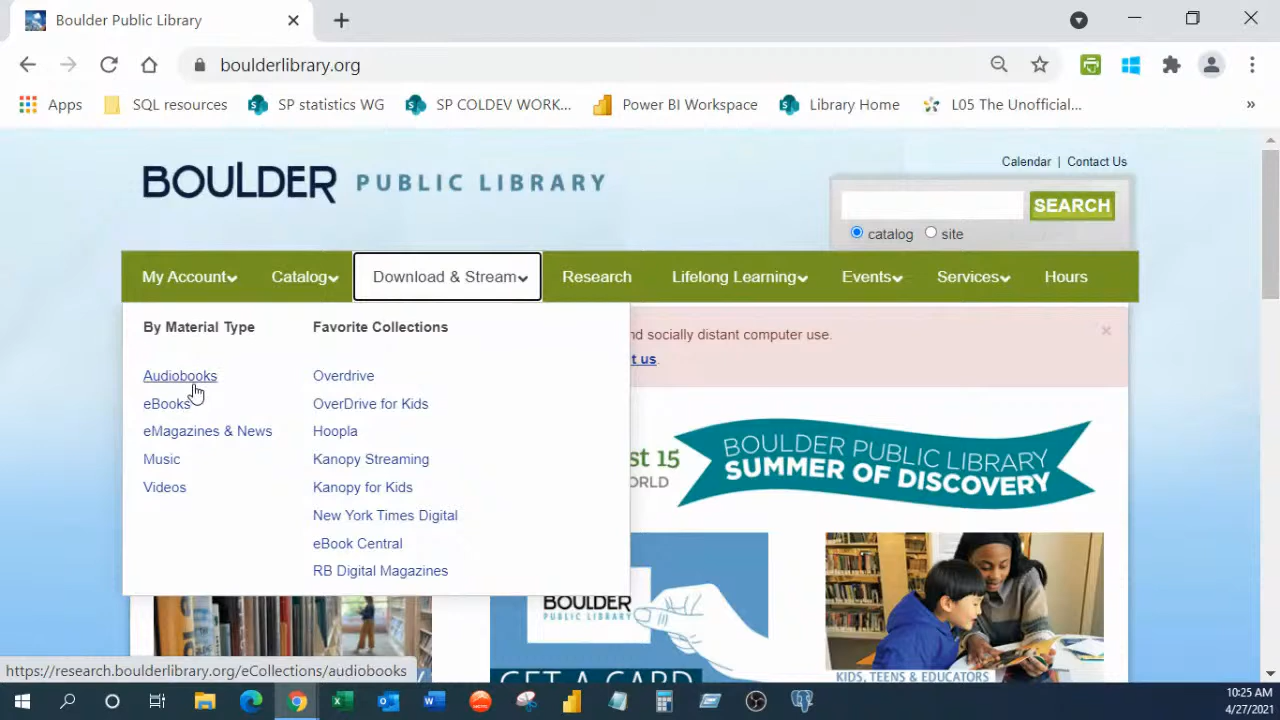 Boulder Public Library
boulderlibrary.org
Apps SQL resources SP statistics WG SP COLDEV WORK... Power BI Workspace Library Home L05 The Unofficial... »
Calendar | Contact Us
BOULDER PUBLIC LIBRARY
SEARCH
catalog site
My Account Catalog Download & Stream Research Lifelong Learning Events Services Hours
By Material Type Favorite Collections
nd socially distant computer use.
t us.
Audiobooks Overdrive
eBooks OverDrive for Kids
eMagazines & News Hoopla
Music Kanopy Streaming
Videos Kanopy for Kids
New York Times Digital
eBook Central
RB Digital Magazines
st 15
ORLD
BOULDER PUBLIC LIBRARY
SUMMER OF DISCOVERY
BOULDER
PUBLIC LIBRARY
GET A CARD
KIDS, TEENS & EDUCATORS
https://research.boulderlibrary.org/eCollections/audiobooks
10:25 AM
4/27/2021